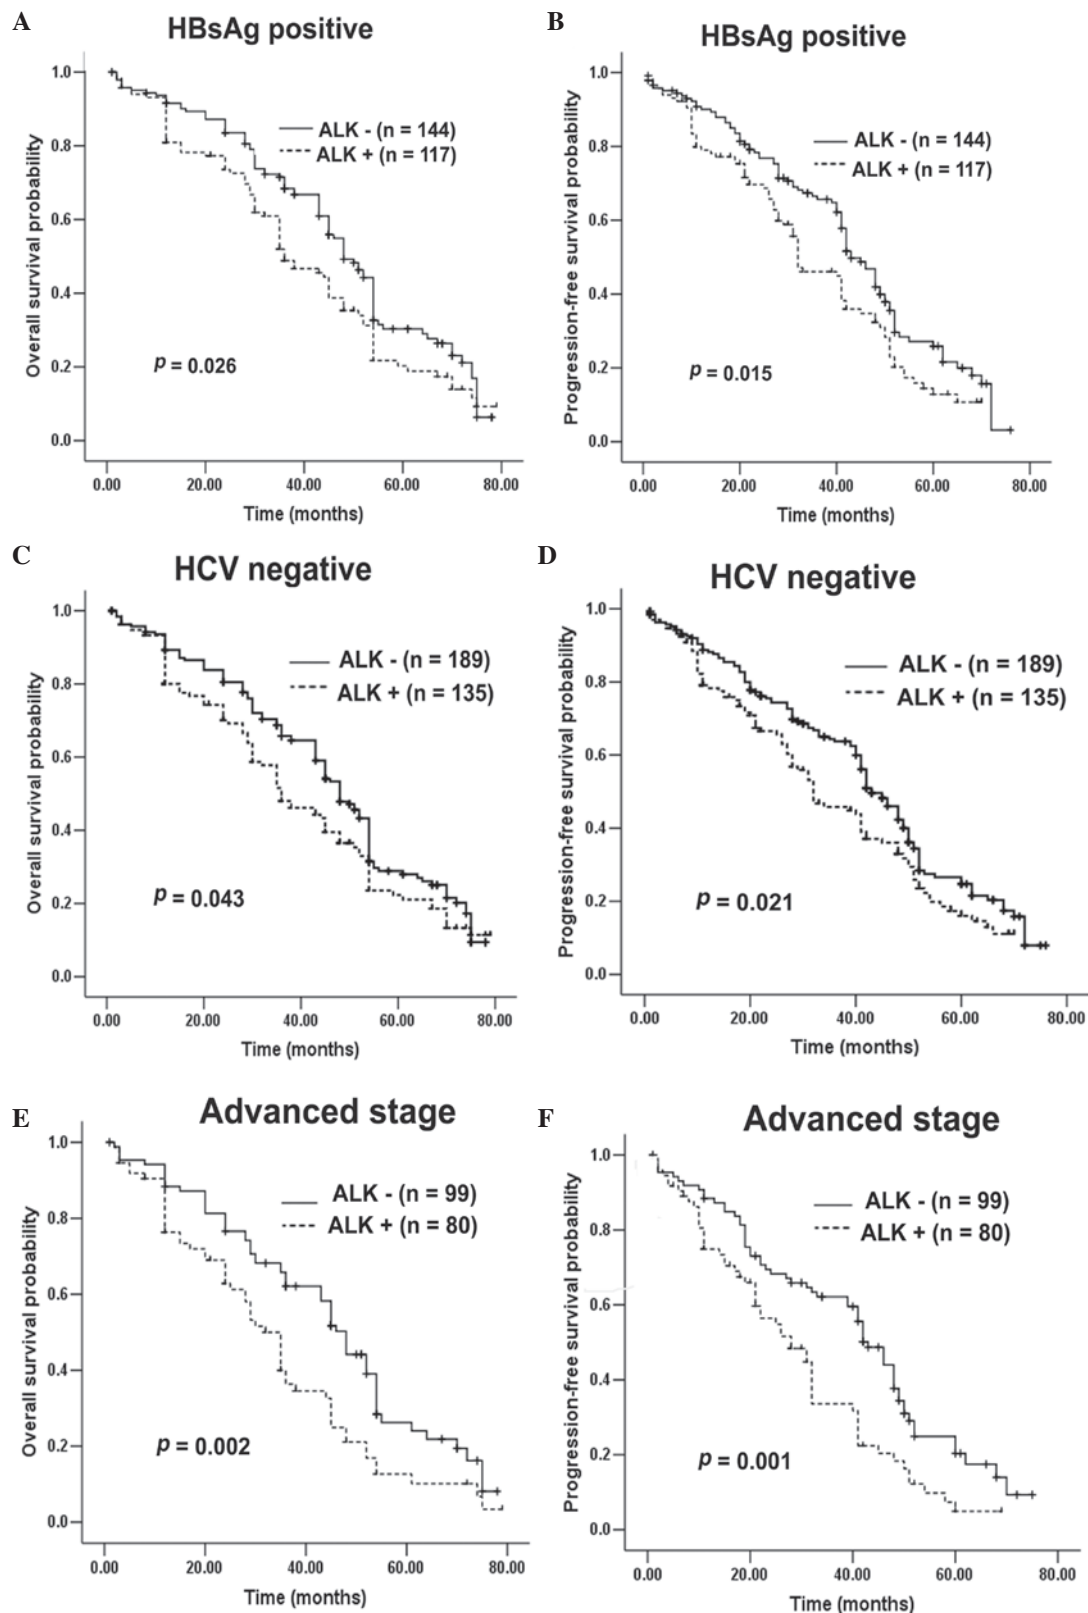 A
HBsAg positive
Overall survival probability
1.0
0.8
0.6
0.4
0.2
0.0
ALK - (n = 144)
ALK + (n = 117)
p = 0.026
0.00 20.00 40.00 60.00 80.00
Time (months)
B
HBsAg positive
Progression-free survival probability
1.0
0.8
0.6
0.4
0.2
0.0
ALK - (n = 144)
ALK + (n = 117)
p = 0.015
0.00 20.00 40.00 60.00 80.00
Time (months)
C
HCV negative
Overall survival probability
1.0
0.8
0.6
0.4
0.2
0.0
ALK - (n = 189)
ALK + (n = 135)
p = 0.043
0.00 20.00 40.00 60.00 80.00
Time (months)
D
HCV negative
Progression-free survival probability
1.0
0.8
0.6
0.4
0.2
0.0
ALK - (n = 189)
ALK + (n = 135)
p = 0.021
0.00 20.00 40.00 60.00 80.00
Time (months)
E
Advanced stage
Overall survival probability
1.0
0.8
0.6
0.4
0.2
0.0
ALK - (n = 99)
ALK + (n = 80)
p = 0.002
0.00 20.00 40.00 60.00 80.00
Time (months)
F
Advanced stage
Progression-free survival probability
1.0
0.8
0.6
0.4
0.2
0.0
ALK - (n = 99)
ALK + (n = 80)
p = 0.001
0.00 20.00 40.00 60.00 80.00
Time (months)